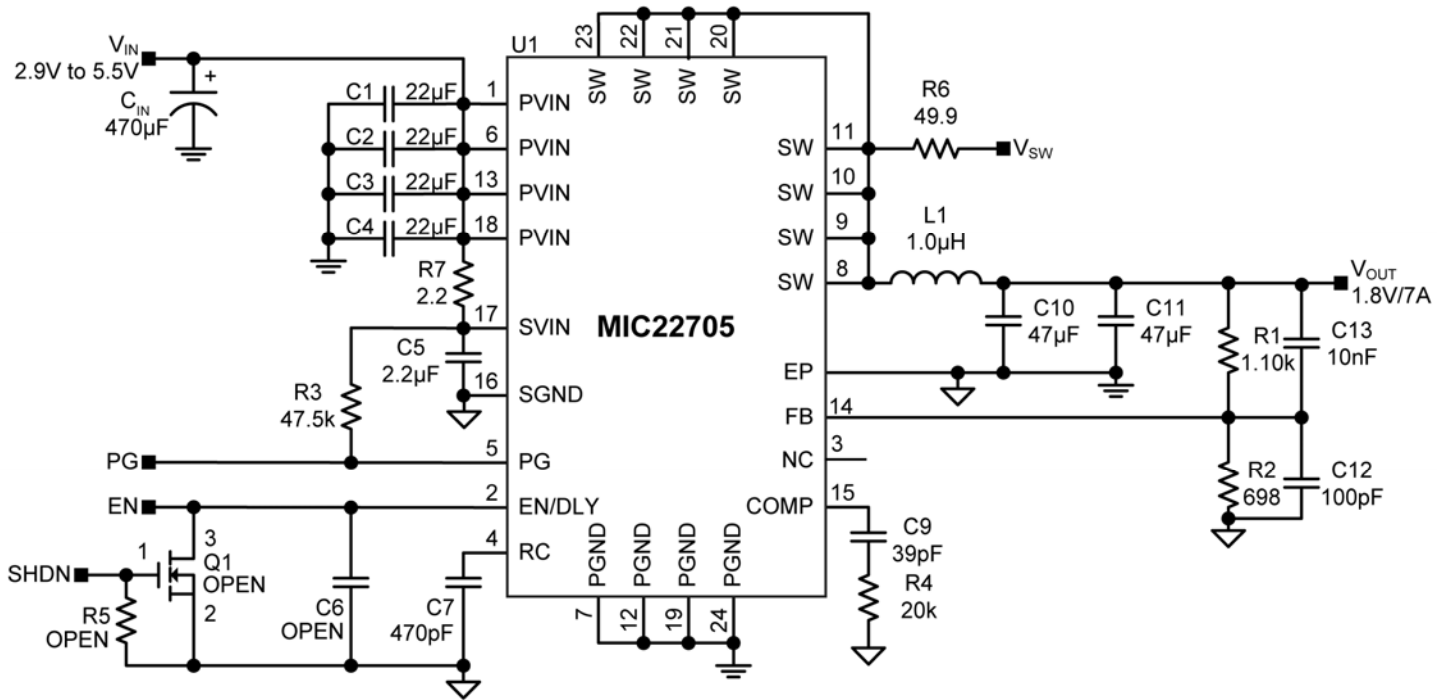 V_IN
2.9V to 5.5V
C_IN
470µF
+
C1 22µF
C2 22µF
C3 22µF
C4 22µF
R7
2.2
C5
2.2µF
R3
47.5k
PG
EN
SHDN
1
3
Q1
OPEN
2
R5
OPEN
C6
OPEN
C7
470pF
U1
23 22 21 20
SW SW SW SW
1 PVIN
6 PVIN
13 PVIN
18 PVIN
17 SVIN
16 SGND
5 PG
2 EN/DLY
4 RC
MIC22705
PGND PGND PGND PGND
7 12 19 24
SW 11
SW 10
SW 9
SW 8
EP
FB 14
NC 3
COMP 15
R6
49.9
V_SW
L1
1.0µH
V_OUT
1.8V/7A
C10
47µF
C11
47µF
R1
1.10k
C13
10nF
R2
698
C12
100pF
C9
39pF
R4
20k